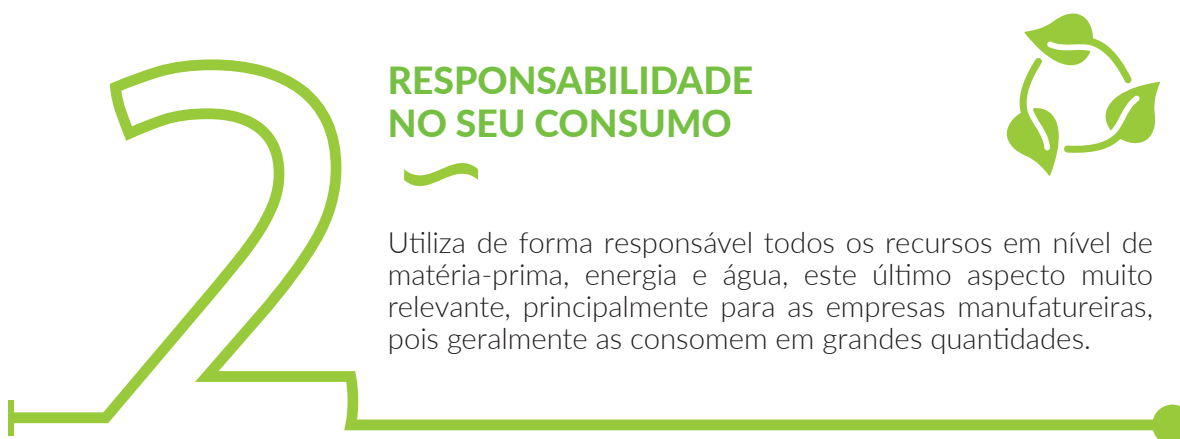 2
RESPONSABILIDADE
NO SEU CONSUMO
Utiliza de forma responsável todos os recursos em nível de
matéria-prima, energia e água, este último aspecto muito
relevante, principalmente para as empresas manufatureiras,
pois geralmente as consomem em grandes quantidades.